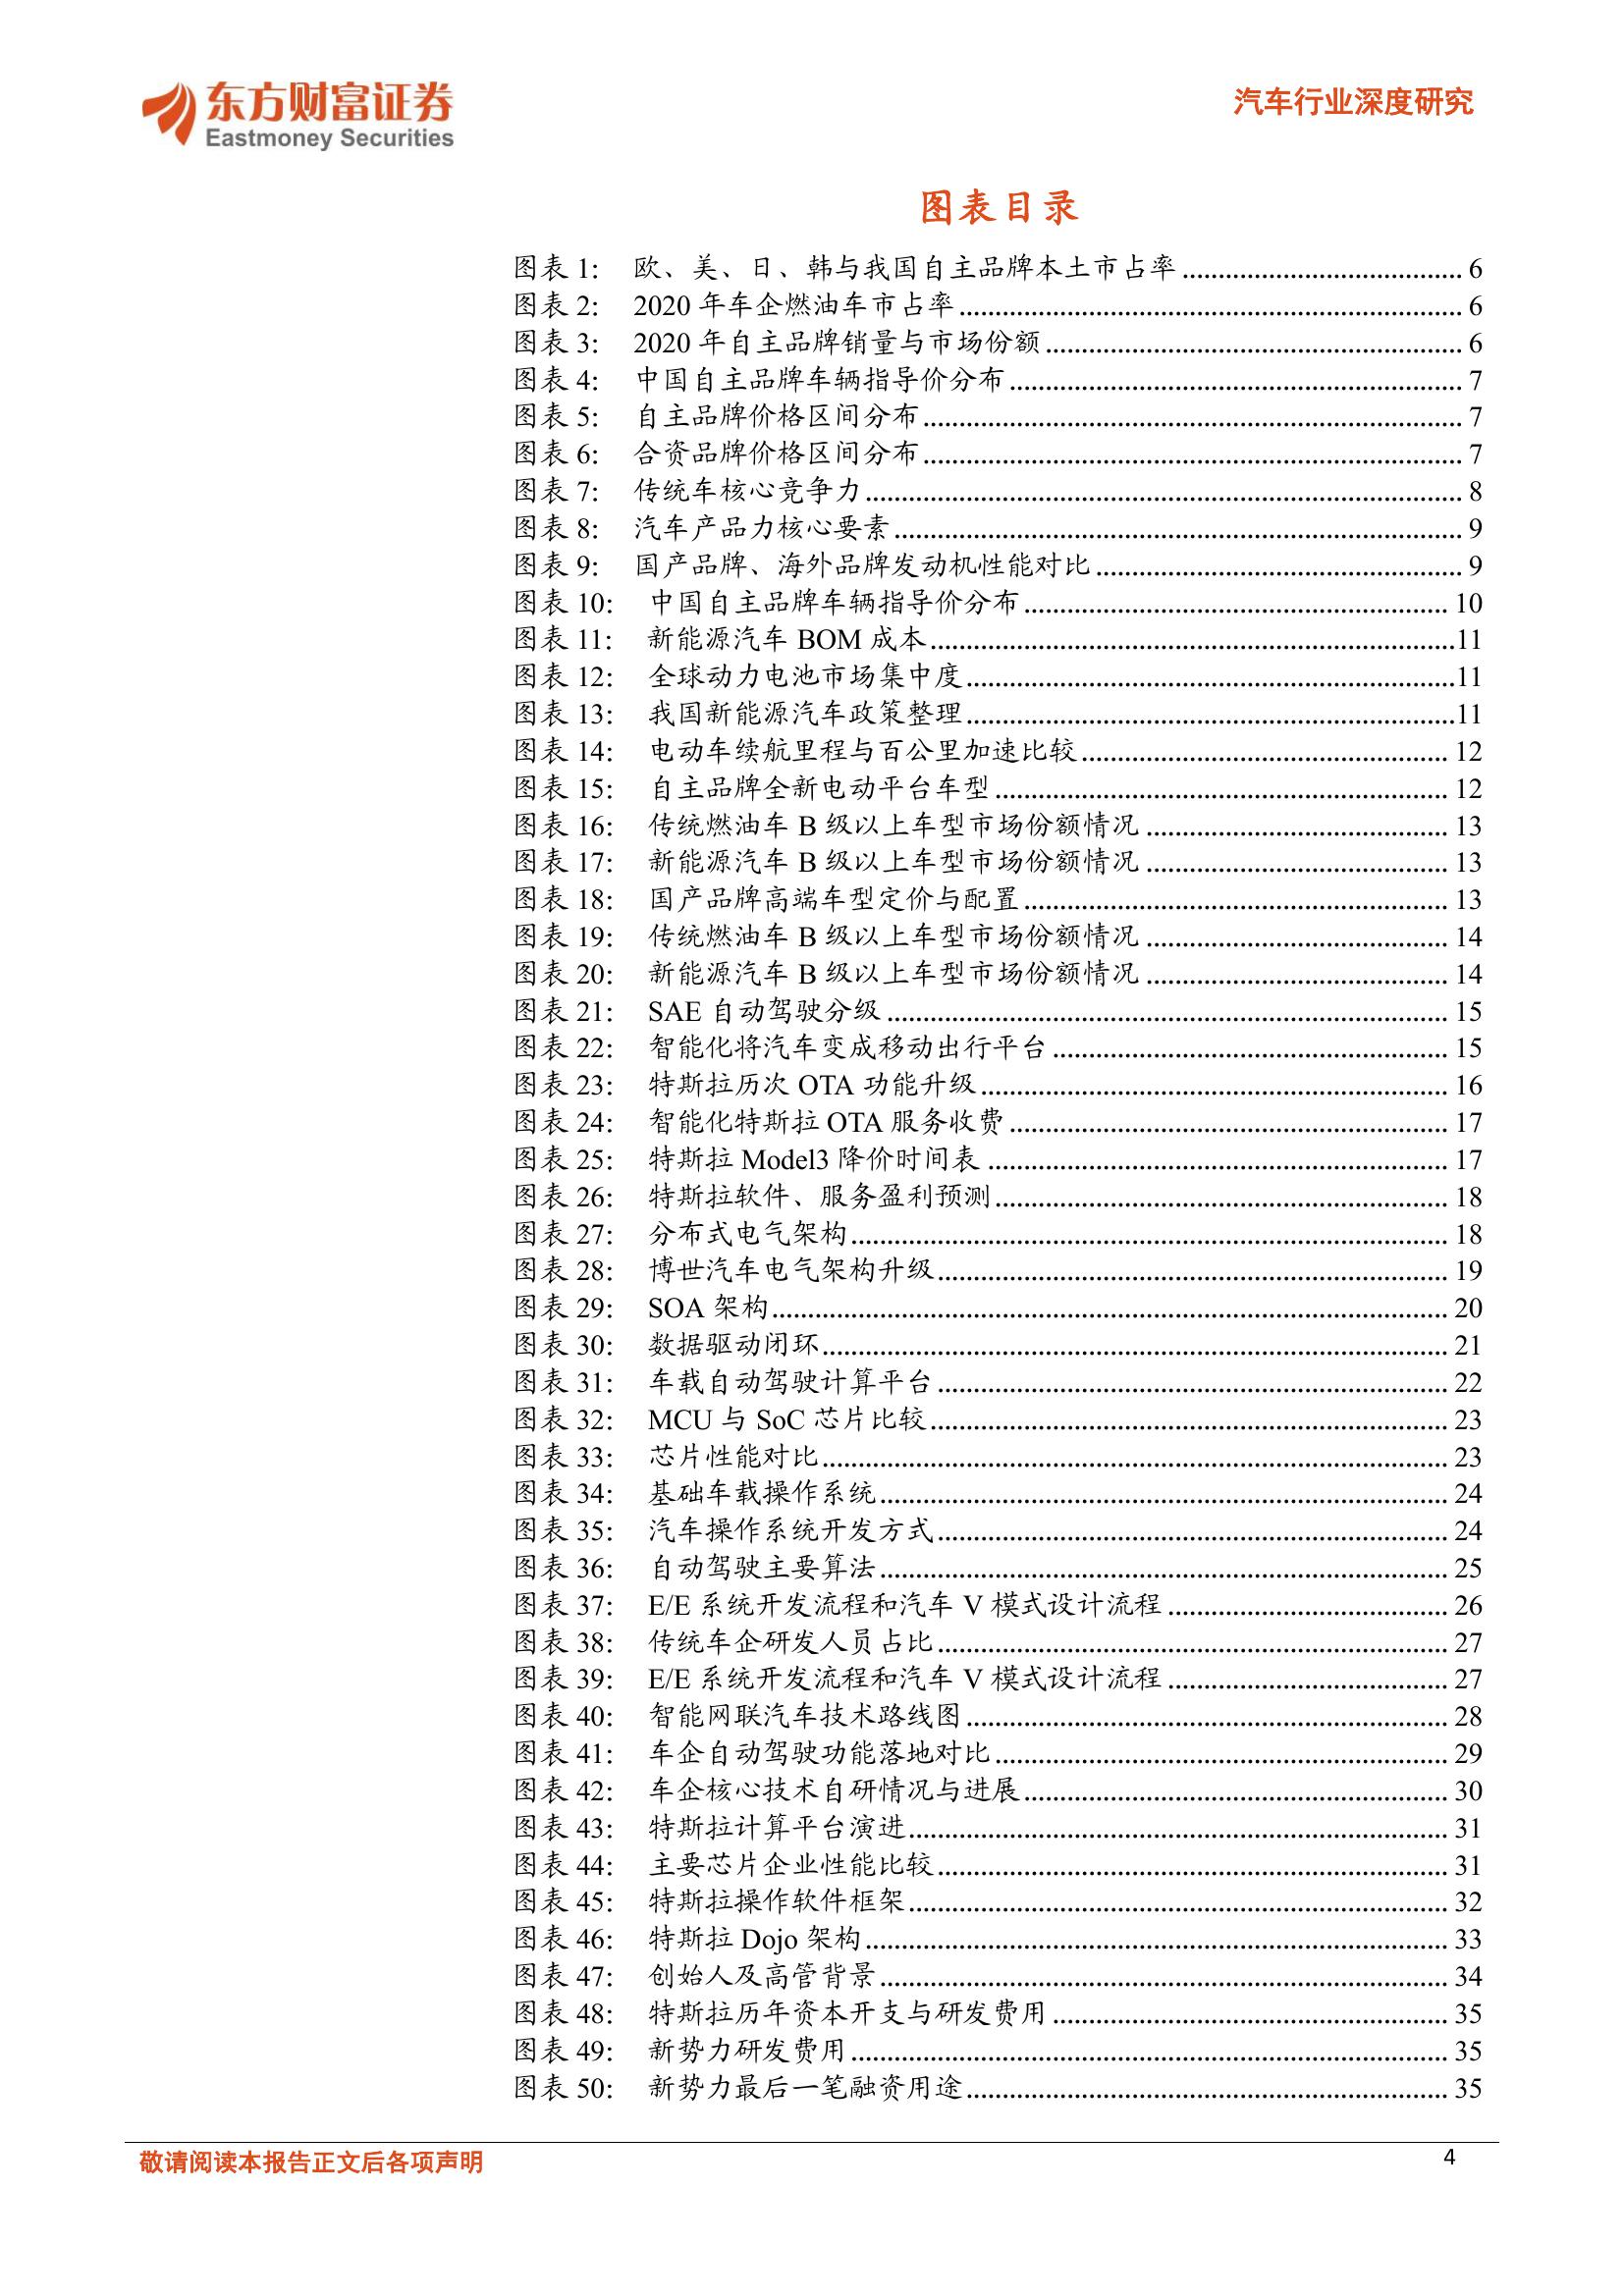 东方财富证券
Eastmoney Securities
汽车行业深度研究
图表目录
图表 1: 欧、美、日、韩与我国自主品牌本土市占率 ...................................... 6
图表 2: 2020 年车企燃油车市占率 ...................................... 6
图表 3: 2020 年自主品牌销量与市场份额 ...................................... 6
图表 4: 中国自主品牌车辆指导价分布 ...................................... 7
图表 5: 自主品牌价格区间分布 ...................................... 7
图表 6: 合资品牌价格区间分布 ...................................... 7
图表 7: 传统车核心竞争力 ...................................... 8
图表 8: 汽车产品力核心要素 ...................................... 9
图表 9: 国产品牌、海外品牌发动机性能对比 ...................................... 9
图表 10: 中国自主品牌车辆指导价分布 ...................................... 10
图表 11: 新能源汽车 BOM 成本 ...................................... 11
图表 12: 全球动力电池市场集中度 ...................................... 11
图表 13: 我国新能源汽车政策整理 ...................................... 11
图表 14: 电动车续航里程与百公里加速比较 ...................................... 12
图表 15: 自主品牌全新电动平台车型 ...................................... 12
图表 16: 传统燃油车 B 级以上车型市场份额情况 ...................................... 13
图表 17: 新能源汽车 B 级以上车型市场份额情况 ...................................... 13
图表 18: 国产品牌高端车型定价与配置 ...................................... 13
图表 19: 传统燃油车 B 级以上车型市场份额情况 ...................................... 14
图表 20: 新能源汽车 B 级以上车型市场份额情况 ...................................... 14
图表 21: SAE 自动驾驶分级 ...................................... 15
图表 22: 智能化将汽车变成移动出行平台 ...................................... 15
图表 23: 特斯拉历次 OTA 功能升级 ...................................... 16
图表 24: 智能化特斯拉 OTA 服务收费 ...................................... 17
图表 25: 特斯拉 Model3 降价时间表 ...................................... 17
图表 26: 特斯拉软件、服务盈利预测 ...................................... 18
图表 27: 分布式电气架构 ...................................... 18
图表 28: 博世汽车电气架构升级 ...................................... 19
图表 29: SOA 架构 ...................................... 20
图表 30: 数据驱动闭环 ...................................... 21
图表 31: 车载自动驾驶计算平台 ...................................... 22
图表 32: MCU 与 SoC 芯片比较 ...................................... 23
图表 33: 芯片性能对比 ...................................... 23
图表 34: 基础车载操作系统 ...................................... 24
图表 35: 汽车操作系统开发方式 ...................................... 24
图表 36: 自动驾驶主要算法 ...................................... 25
图表 37: E/E 系统开发流程和汽车 V 模式设计流程 ...................................... 26
图表 38: 传统车企研发人员占比 ...................................... 27
图表 39: E/E 系统开发流程和汽车 V 模式设计流程 ...................................... 27
图表 40: 智能网联汽车技术路线图 ...................................... 28
图表 41: 车企自动驾驶功能落地对比 ...................................... 29
图表 42: 车企核心技术自研情况与进展 ...................................... 30
图表 43: 特斯拉计算平台演进 ...................................... 31
图表 44: 主要芯片企业性能比较 ...................................... 31
图表 45: 特斯拉操作软件框架 ...................................... 32
图表 46: 特斯拉 Dojo 架构 ...................................... 33
图表 47: 创始人及高管背景 ...................................... 34
图表 48: 特斯拉历年资本开支与研发费用 ...................................... 35
图表 49: 新势力研发费用 ...................................... 35
图表 50: 新势力最后一笔融资用途 ...................................... 35
敬请阅读本报告正文后各项声明
4